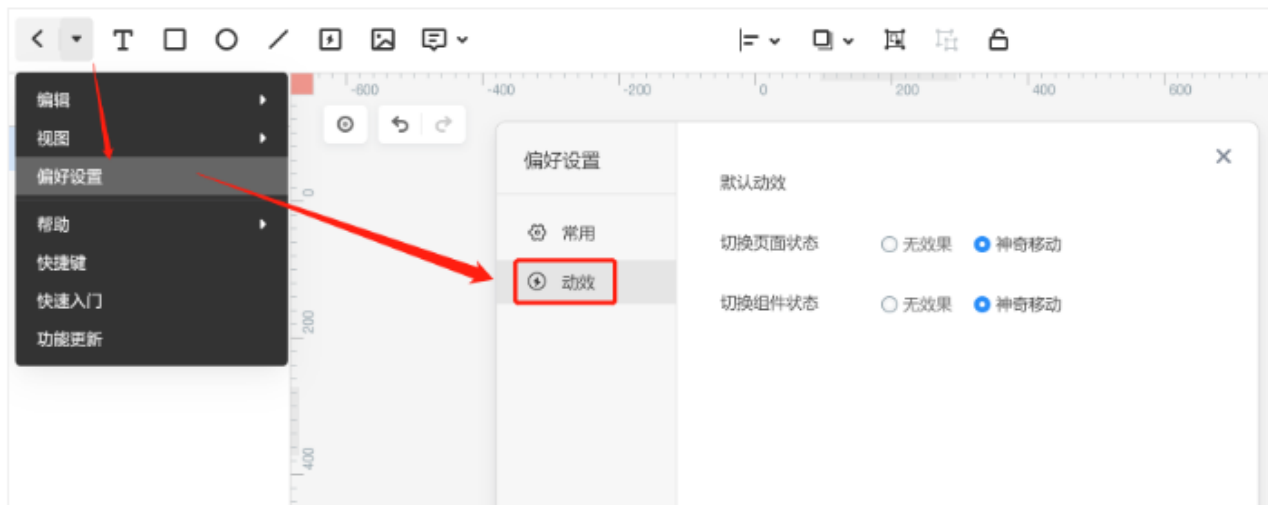 T
-600 -400 -200 0 200 400 600
编辑
视图
偏好设置
帮助
快捷键
快速入门
功能更新
0
200
400
偏好设置
常用
动效
默认动效
切换页面状态 无效果 神奇移动
切换组件状态 无效果 神奇移动